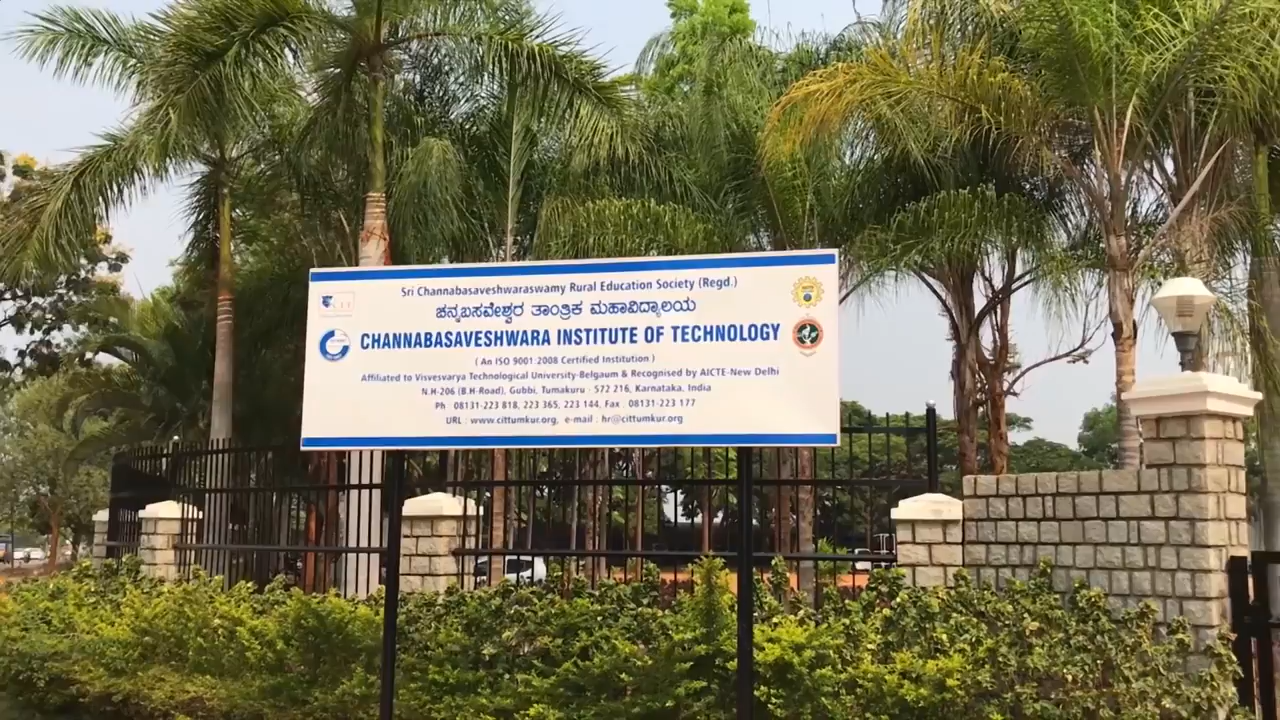 Sri Channabasaveshwaraswamy Rural Education Society (Regd.)
ಚನ್ನಬಸವೇಶ್ವರ ತಾಂತ್ರಿಕ ಮಹಾವಿದ್ಯಾಲಯ
CHANNABASAVESHWARA INSTITUTE OF TECHNOLOGY
( An ISO 9001:2008 Certified Institution )
Affiliated to Visvesvarya Technological University-Belgaum & Recognised by AICTE-New Delhi
N.H-206 (B.H-Road), Gubbi, Tumakuru - 572 216, Karnataka, India
Ph : 08131-223 818, 223 365, 223 144, Fax : 08131-223 177
URL : www.cittumkur.org, e-mail : hr@cittumkur.org